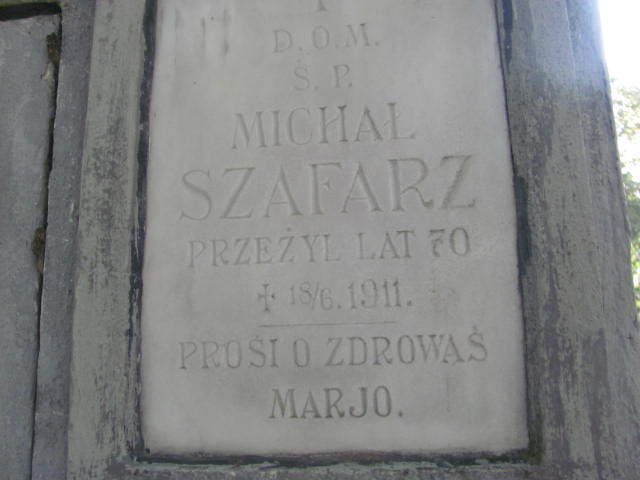 D.O.M.
Ś.P.
MICHAŁ
SZAFARZ
PRZEŻYŁ LAT 70
✝ 18/6.1911.
PROSI O ZDROWAŚ
MARJO.